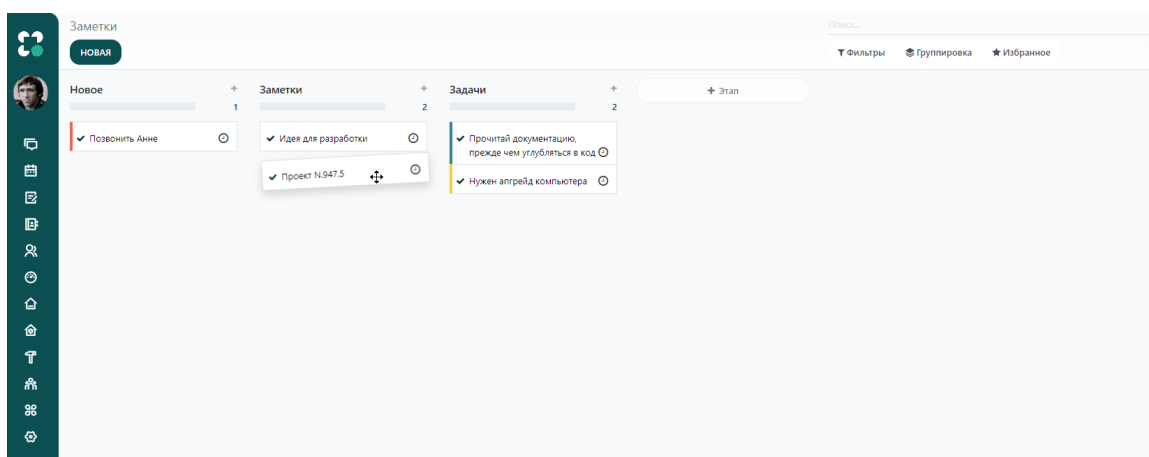 Заметки
Поиск...
НОВАЯ
Фильтры Группировка Избранное
Новое + Заметки + Задачи + + Этап
1 2 2
Позвонить Анне
Идея для разработки
Прочитай документацию,
прежде чем углубляться в код
Проект N.947.5
Нужен апгрейд компьютера